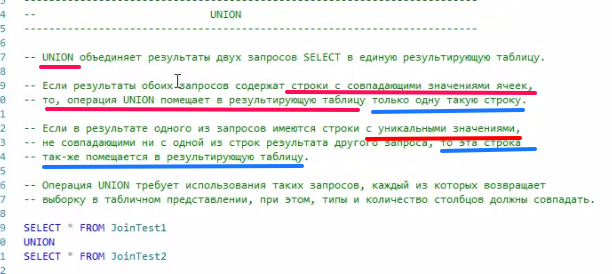 -- UNION
-- UNION объединяет результаты двух запросов SELECT в единую результирующую таблицу.
-- Если результаты обоих запросов содержат строки с совпадающими значениями ячеек,
-- то, операция UNION помещает в результирующую таблицу только одну такую строку.
-- Если в результате одного из запросов имеются строки с уникальными значениями,
-- не совпадающими ни с одной из строк результата другого запроса, то эта строка
-- так-же помещается в результирующую таблицу.
-- Операция UNION требует использования таких запросов, каждый из которых возвращает
-- выборку в табличном представлении, при этом, типы и количество столбцов должны совпадать.
SELECT * FROM JoinTest1
UNION
SELECT * FROM JoinTest2